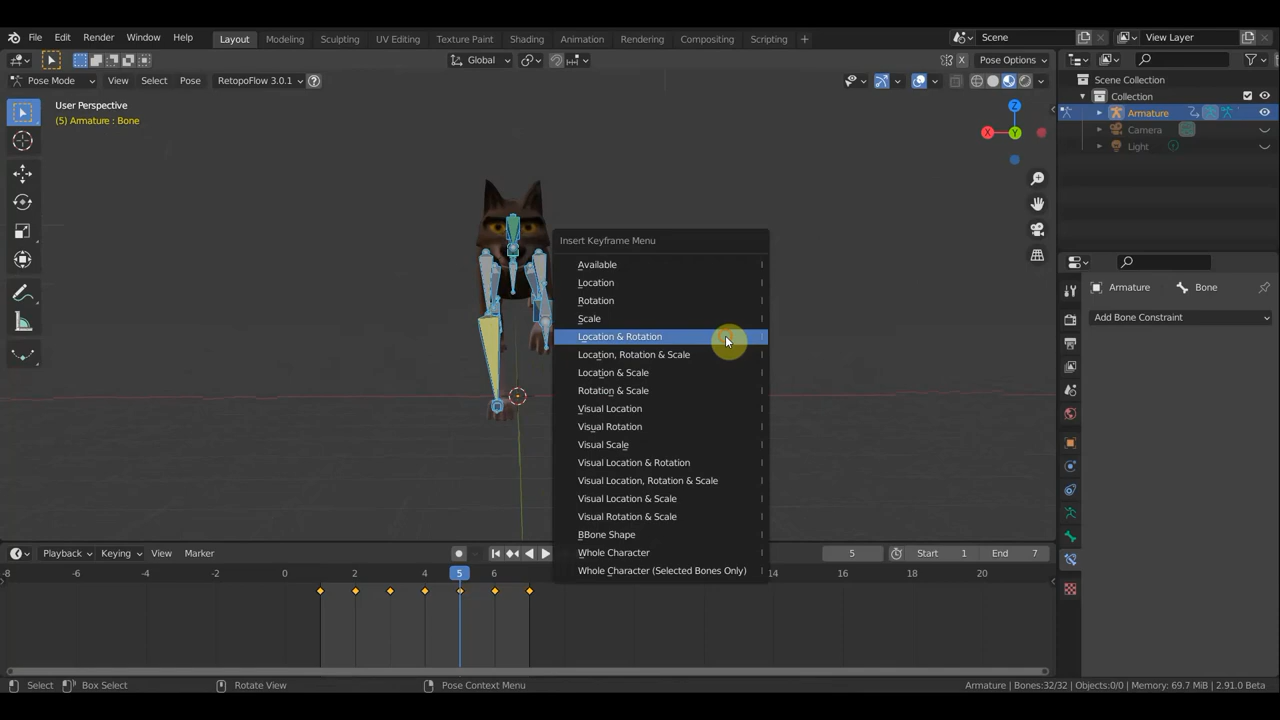 File Edit Render Window Help
Layout Modeling Sculpting UV Editing Texture Paint Shading Animation Rendering Compositing Scripting +
Scene
View Layer
Global
Pose Options
Pose Mode View Select Pose RetopoFlow 3.0.1
User Perspective
(5) Armature : Bone
Z
X
Y
Scene Collection
Collection
Armature
Camera
Light
Armature
Bone
Add Bone Constraint
Insert Keyframe Menu
Available I
Location I
Rotation I
Scale I
Location & Rotation
Location, Rotation & Scale I
Location & Scale I
Rotation & Scale I
Visual Location I
Visual Rotation I
Visual Scale I
Visual Location & Rotation I
Visual Location, Rotation & Scale I
Visual Location & Scale I
Visual Rotation & Scale I
BBone Shape I
Whole Character I
Whole Character (Selected Bones Only) I
Playback Keying View Marker
5
Start 1
End 7
-8 -6 -4 -2 0 2 4 5 6 14 16 18 20
Select Box Select Rotate View Pose Context Menu
Armature | Bones:32/32 | Objects:0/0 | Memory: 69.7 MiB | 2.91.0 Beta